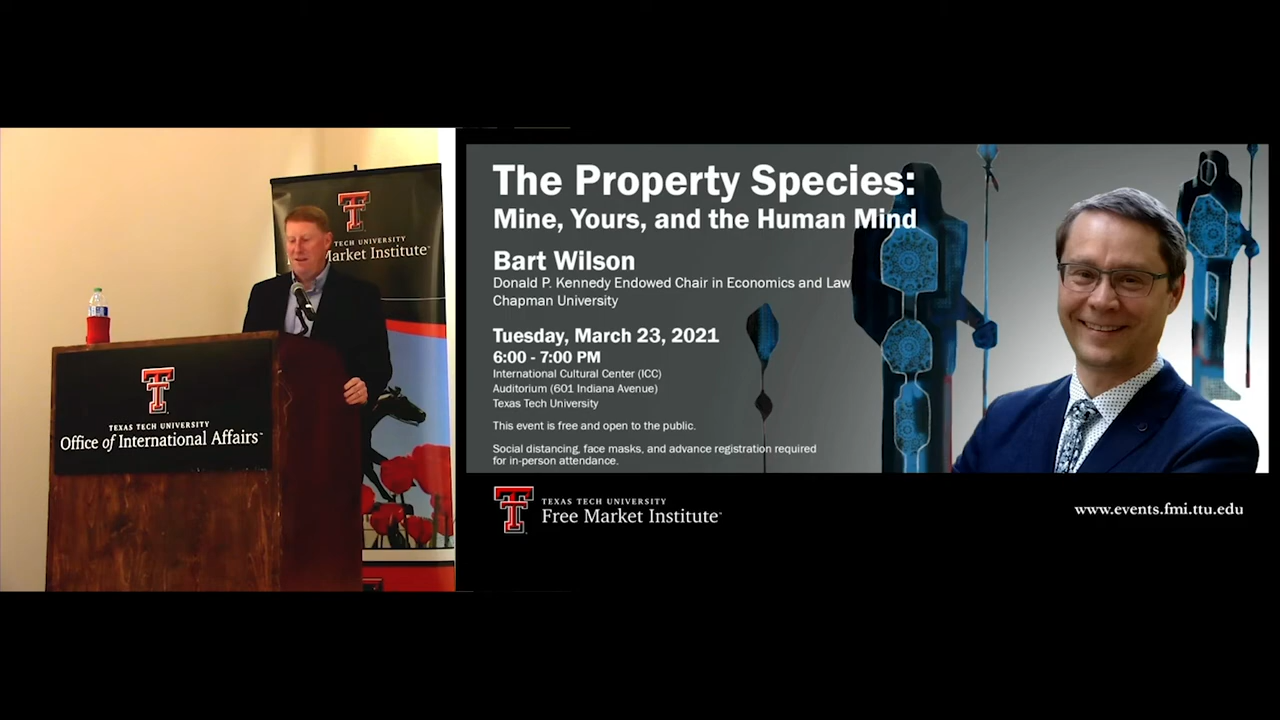 TECH UNIVERSITY
Market Institute
TEXAS TECH UNIVERSITY
Office of International Affairs
The Property Species:
Mine, Yours, and the Human Mind
Bart Wilson
Donald P. Kennedy Endowed Chair in Economics and Law
Chapman University
Tuesday, March 23, 2021
6:00 - 7:00 PM
International Cultural Center (ICC)
Auditorium (601 Indiana Avenue)
Texas Tech University
This event is free and open to the public.
Social distancing, face masks, and advance registration required
for in-person attendance.
TEXAS TECH UNIVERSITY
Free Market Institute
www.events.fmi.ttu.edu